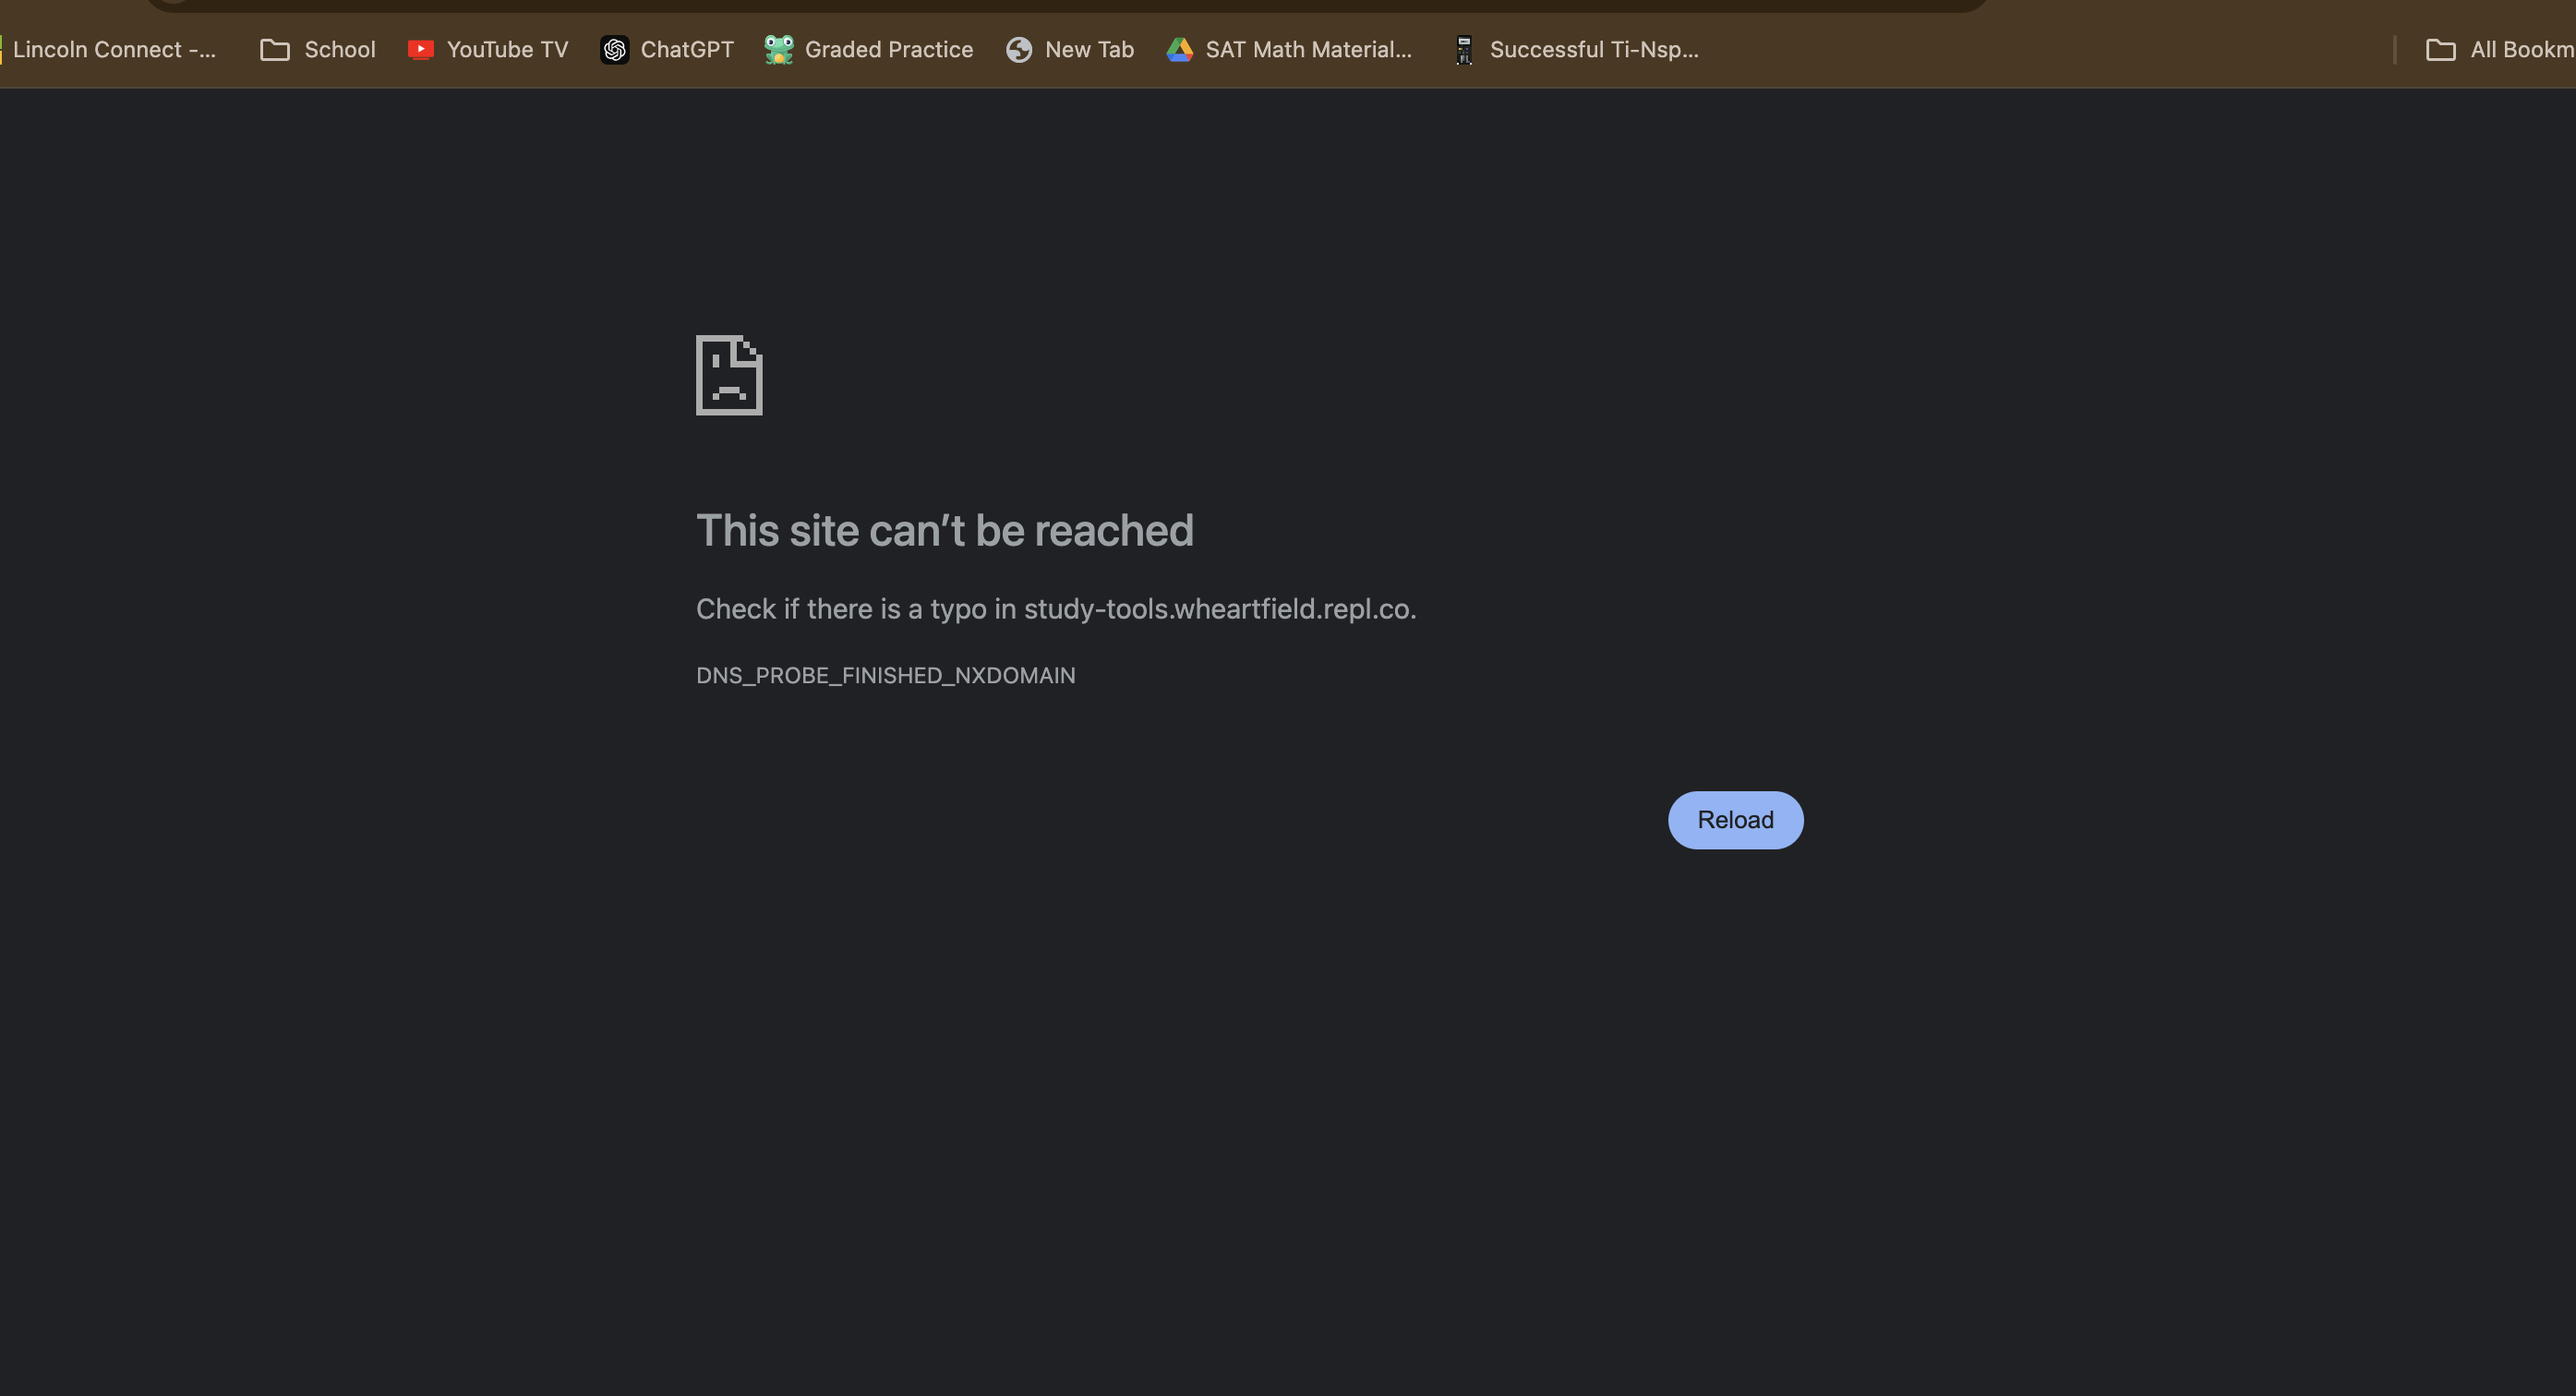 Lincoln Connect -... School YouTube TV ChatGPT Graded Practice New Tab SAT Math Material... Successful Ti-Nsp... All Bookm
This site can’t be reached
Check if there is a typo in study-tools.wheartfield.repl.co.
DNS_PROBE_FINISHED_NXDOMAIN
Reload